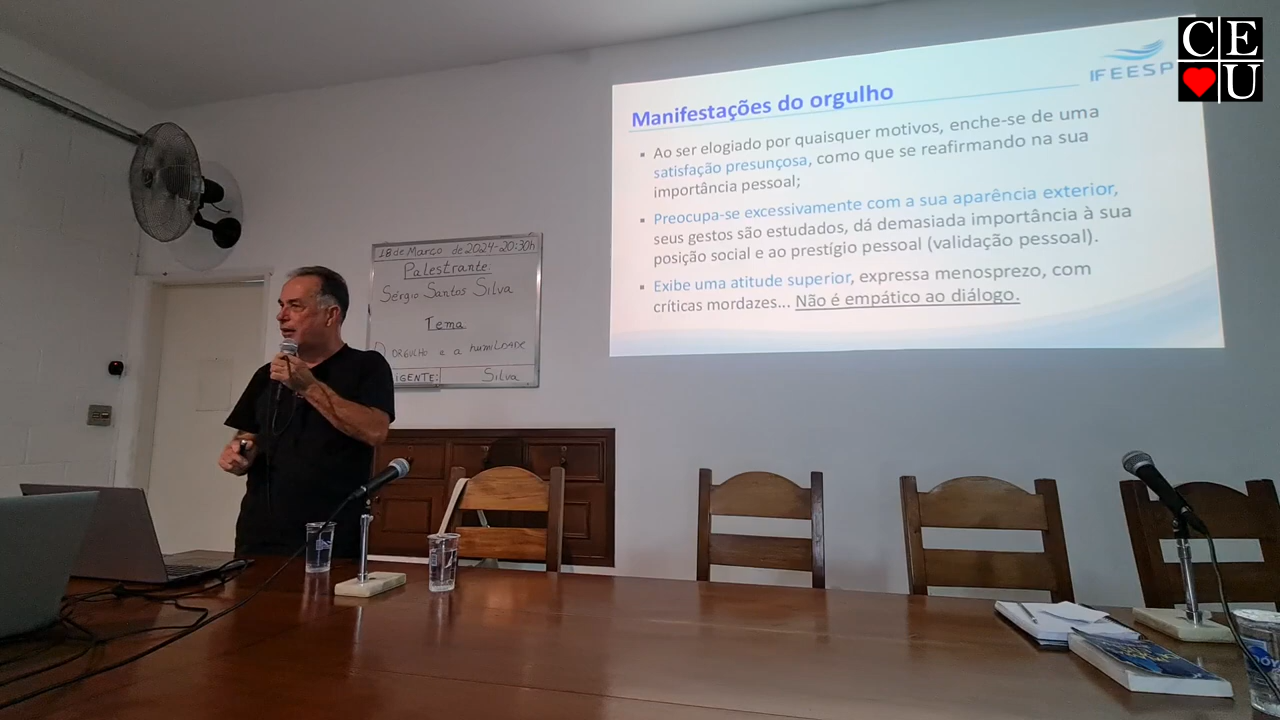 CE
U
IFEESP
Manifestações do orgulho
Ao ser elogiado por quaisquer motivos, enche-se de uma
satisfação presunçosa, como que se reafirmando na sua
importância pessoal;
Preocupa-se excessivamente com a sua aparência exterior,
seus gestos são estudados, dá demasiada importância à sua
posição social e ao prestígio pessoal (validação pessoal).
Exibe uma atitude superior, expressa menosprezo, com
críticas mordazes... Não é empático ao diálogo.
18 de Março de 2024-20:30h
Palestrante
Sérgio Santos Silva
Tema
O ORGULHO e a HUMILDADE
IGENTE: Silva